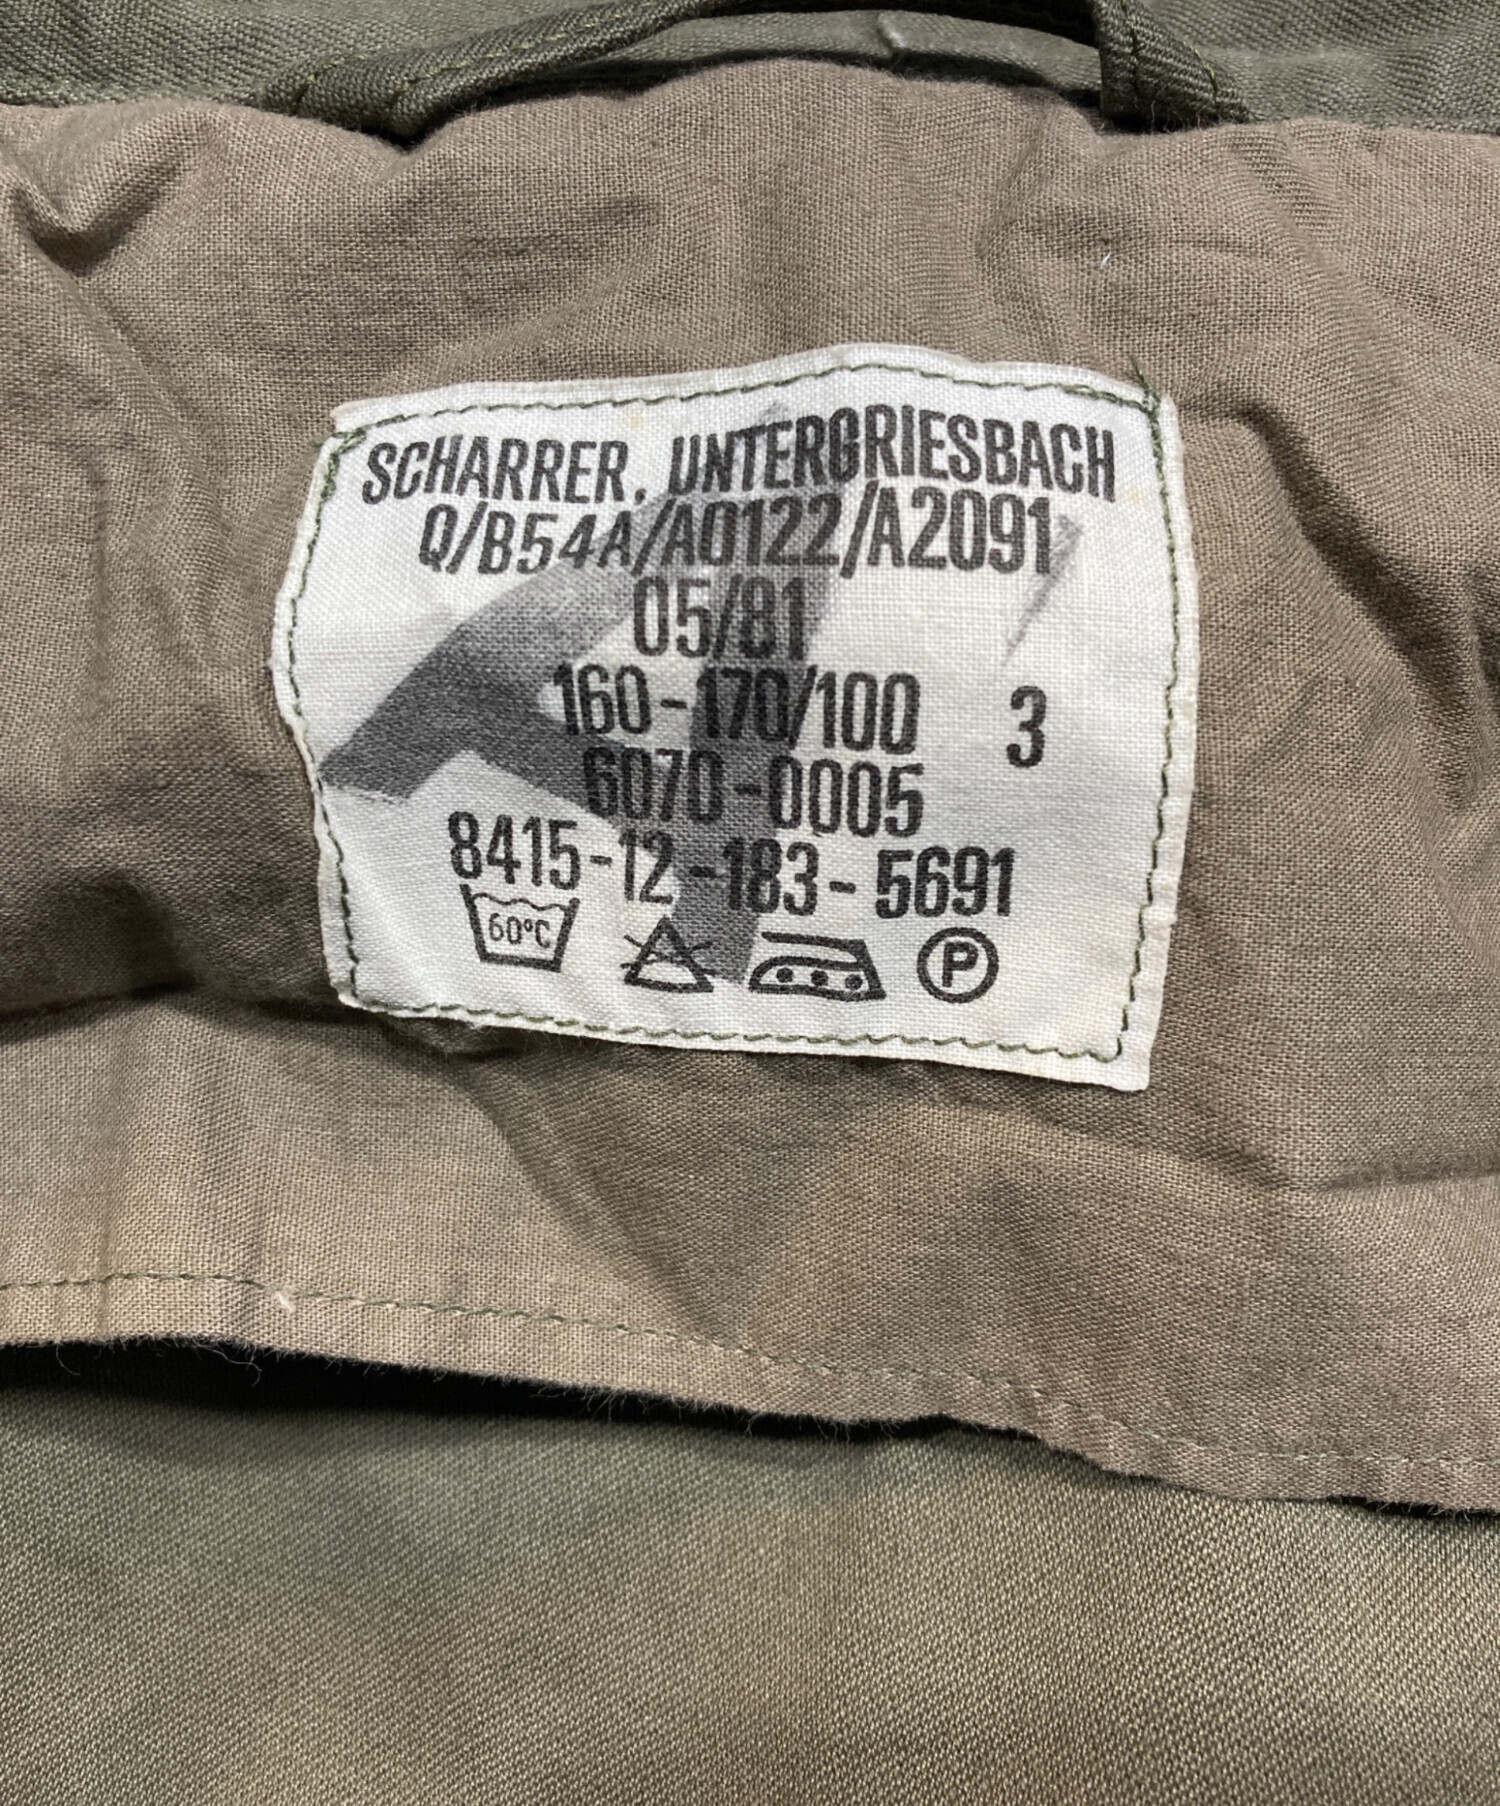 SCHARRER, UNTERGRIESBACH
Q/B54A/A0122/A2091
05/81
160-170/100 3
6070-0005
8415-12-183-5691
60°C P